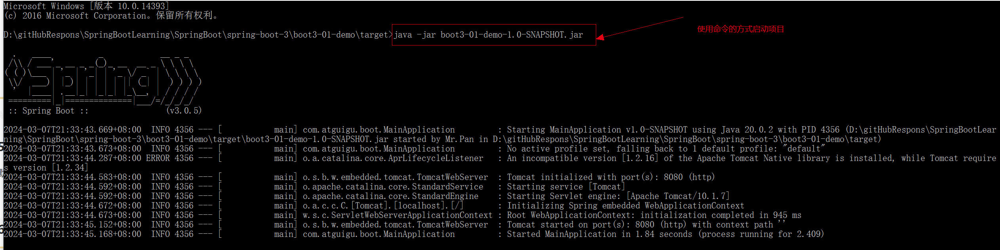 Microsoft Windows [版本 10.0.14393]
(c) 2016 Microsoft Corporation。保留所有权利。
D:\gitHubRespons\SpringBootLearning\SpringBoot\spring-boot-3\boot3-01-demo\target>java -jar boot3-01-demo-1.0-SNAPSHOT.jar
使用命令的方式启动项目
Spring
:: Spring Boot :: (v3.0.5)
2024-03-07T21:33:43.669+08:00  INFO 4356 --- [           main] com.atguigu.boot.MainApplication         : Starting MainApplication v1.0-SNAPSHOT using Java 20.0.2 with PID 4356 (D:\gitHubRespons\SpringBootLear
ning\SpringBoot\spring-boot-3\boot3-01-demo\target\boot3-01-demo-1.0-SNAPSHOT.jar started by Mr.Pan in D:\gitHubRespons\SpringBootLearning\SpringBoot\spring-boot-3\boot3-01-demo\target)
2024-03-07T21:33:43.673+08:00  INFO 4356 --- [           main] com.atguigu.boot.MainApplication         : No active profile set, falling back to 1 default profile: "default"
2024-03-07T21:33:44.287+08:00 ERROR 4356 --- [           main] o.a.catalina.core.AprLifecycleListener   : An incompatible version [1.2.16] of the Apache Tomcat Native library is installed, while Tomcat require
s version [1.2.34]
2024-03-07T21:33:44.583+08:00  INFO 4356 --- [           main] o.s.b.w.embedded.tomcat.TomcatWebServer  : Tomcat initialized with port(s): 8080 (http)
2024-03-07T21:33:44.592+08:00  INFO 4356 --- [           main] o.apache.catalina.core.StandardService   : Starting service [Tomcat]
2024-03-07T21:33:44.592+08:00  INFO 4356 --- [           main] o.apache.catalina.core.StandardEngine    : Starting Servlet engine: [Apache Tomcat/10.1.7]
2024-03-07T21:33:44.672+08:00  INFO 4356 --- [           main] o.a.c.c.C.[Tomcat].[localhost].[/]       : Initializing Spring embedded WebApplicationContext
2024-03-07T21:33:44.673+08:00  INFO 4356 --- [           main] w.s.c.ServletWebServerApplicationContext : Root WebApplicationContext: initialization completed in 945 ms
2024-03-07T21:33:45.152+08:00  INFO 4356 --- [           main] o.s.b.w.embedded.tomcat.TomcatWebServer  : Tomcat started on port(s): 8080 (http) with context path ''
2024-03-07T21:33:45.168+08:00  INFO 4356 --- [           main] com.atguigu.boot.MainApplication         : Started MainApplication in 1.84 seconds (process running for 2.409)